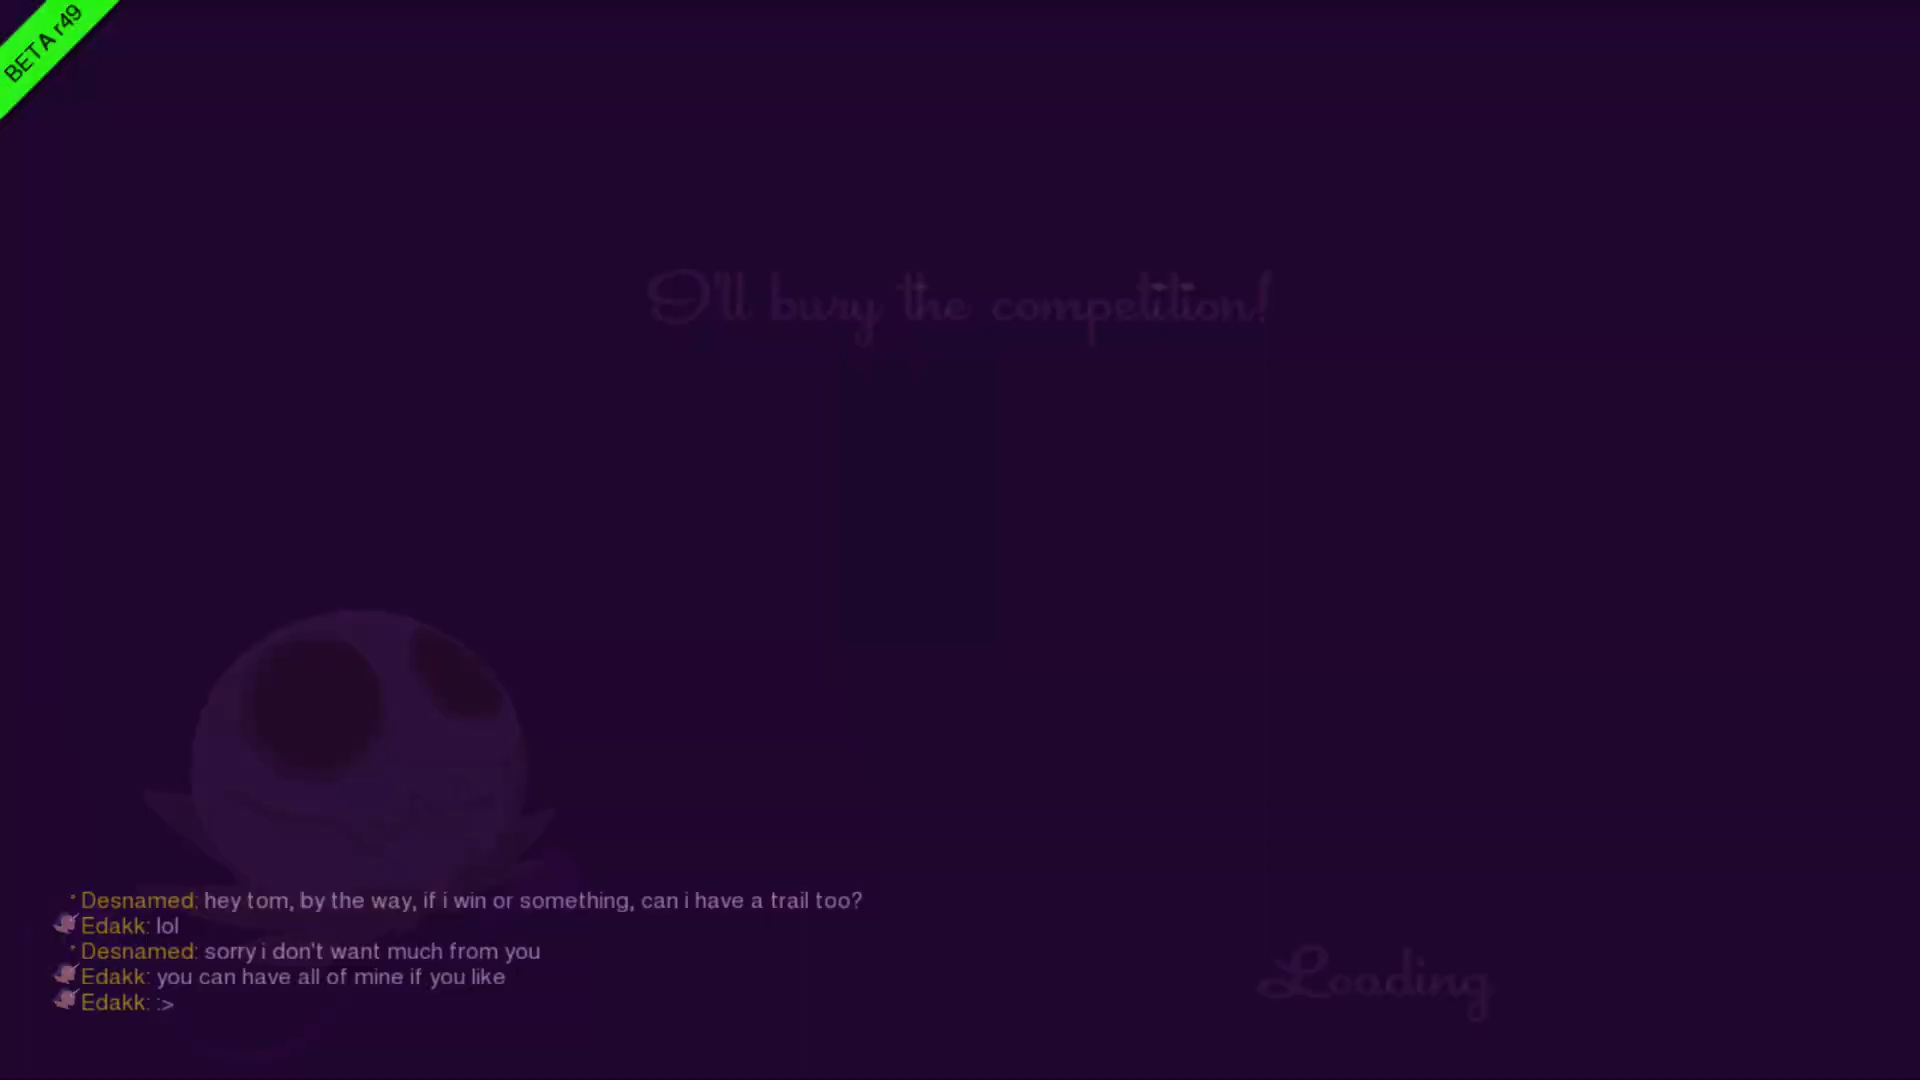 BETA r49
I'll bury the competition!
Desnamed: hey tom, by the way, if i win or something, can i have a trail too?
Edakk: lol
Desnamed: sorry i don't want much from you
Edakk: you can have all of mine if you like
Edakk: :>
Loading